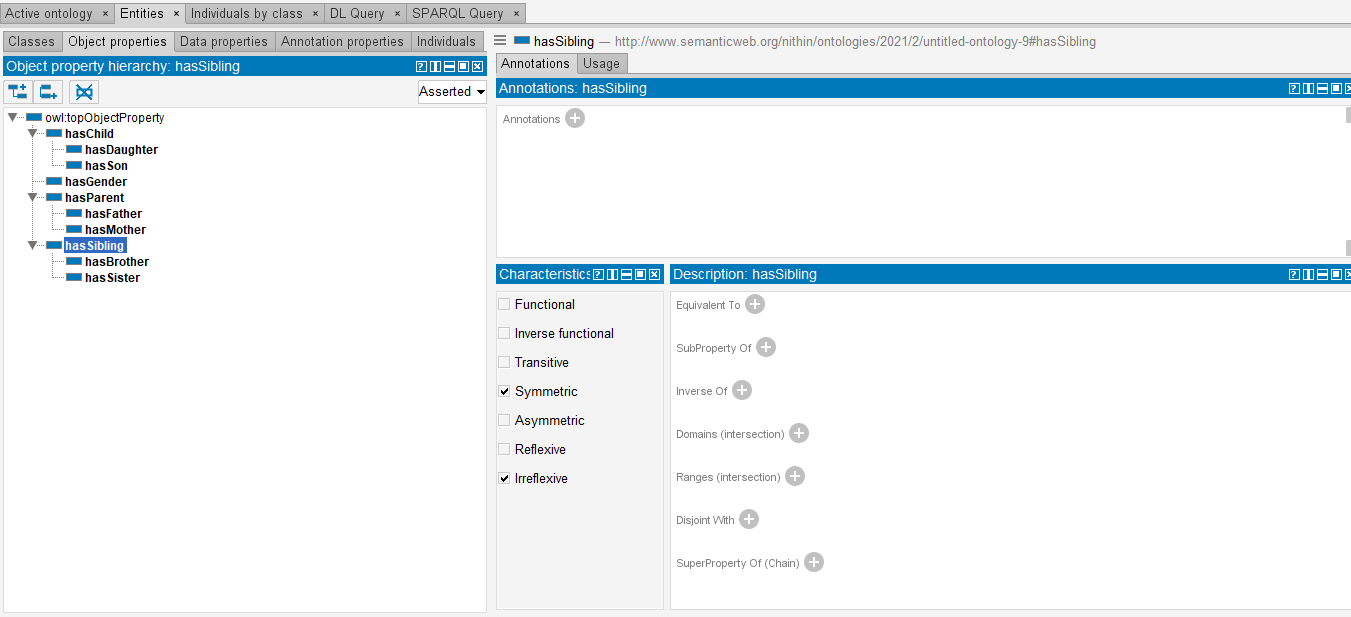 Active ontology × Entities × Individuals by class × DL Query × SPARQL Query ×
Classes Object properties Data properties Annotation properties Individuals
Object property hierarchy: hasSibling
Asserted
owl:topObjectProperty
hasChild
hasDaughter
hasSon
hasGender
hasParent
hasFather
hasMother
hasSibling
hasBrother
hasSister
hasSibling — http://www.semanticweb.org/nithin/ontologies/2021/2/untitled-ontology-9#hasSibling
Annotations Usage
Annotations: hasSibling
Annotations
Characteristics
Functional
Inverse functional
Transitive
Symmetric
Asymmetric
Reflexive
Irreflexive
Description: hasSibling
Equivalent To
SubProperty Of
Inverse Of
Domains (intersection)
Ranges (intersection)
Disjoint With
SuperProperty Of (Chain)